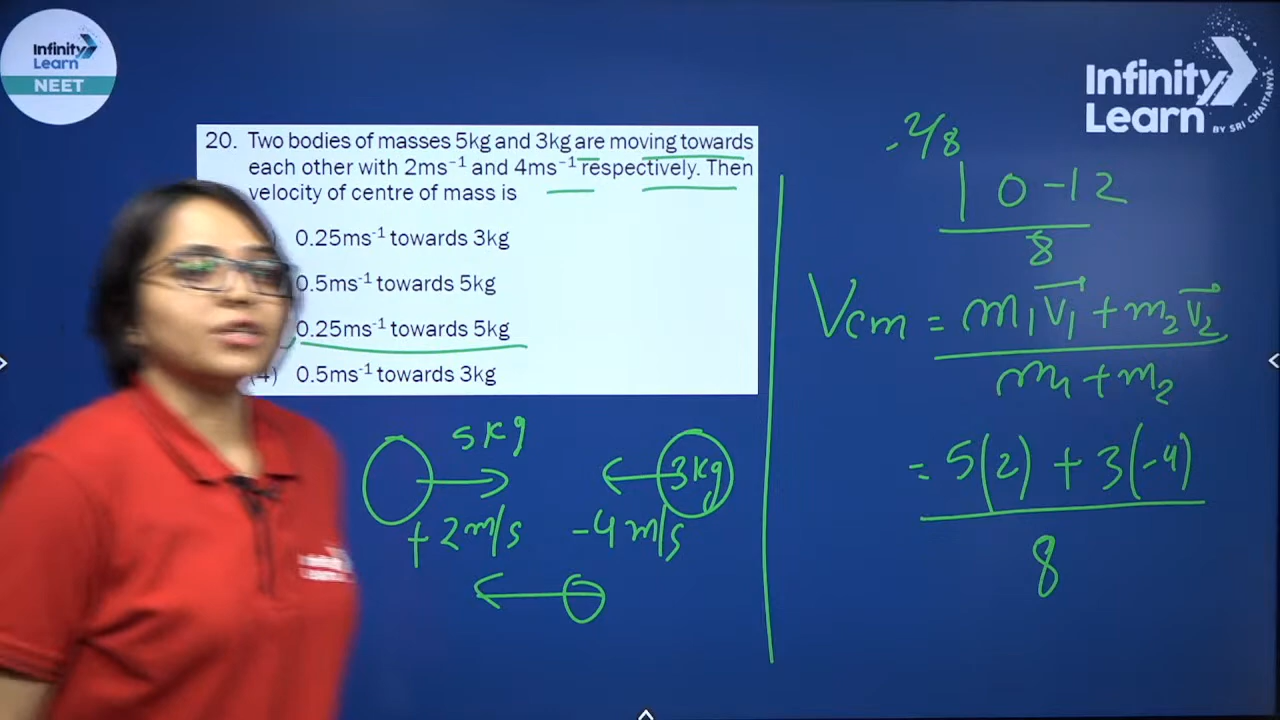 Infinity
Learn
NEET
Infinity
Learn
BY SRI CHAITANYA
20. Two bodies of masses 5kg and 3kg are moving towards
each other with 2ms⁻¹ and 4ms⁻¹ respectively. Then
velocity of centre of mass is
0.25ms⁻¹ towards 3kg
0.5ms⁻¹ towards 5kg
0.25ms⁻¹ towards 5kg
(4) 0.5ms⁻¹ towards 3kg
5kg
3kg
+2m/s
-4m/s
-2/8
10-12
8
Vcm = m₁v₁ + m₂v₂
m₁ + m₂
= 5(2) + 3(-4)
8